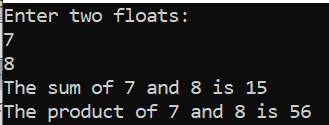 Enter two floats:
7
8
The sum of 7 and 8 is 15
The product of 7 and 8 is 56